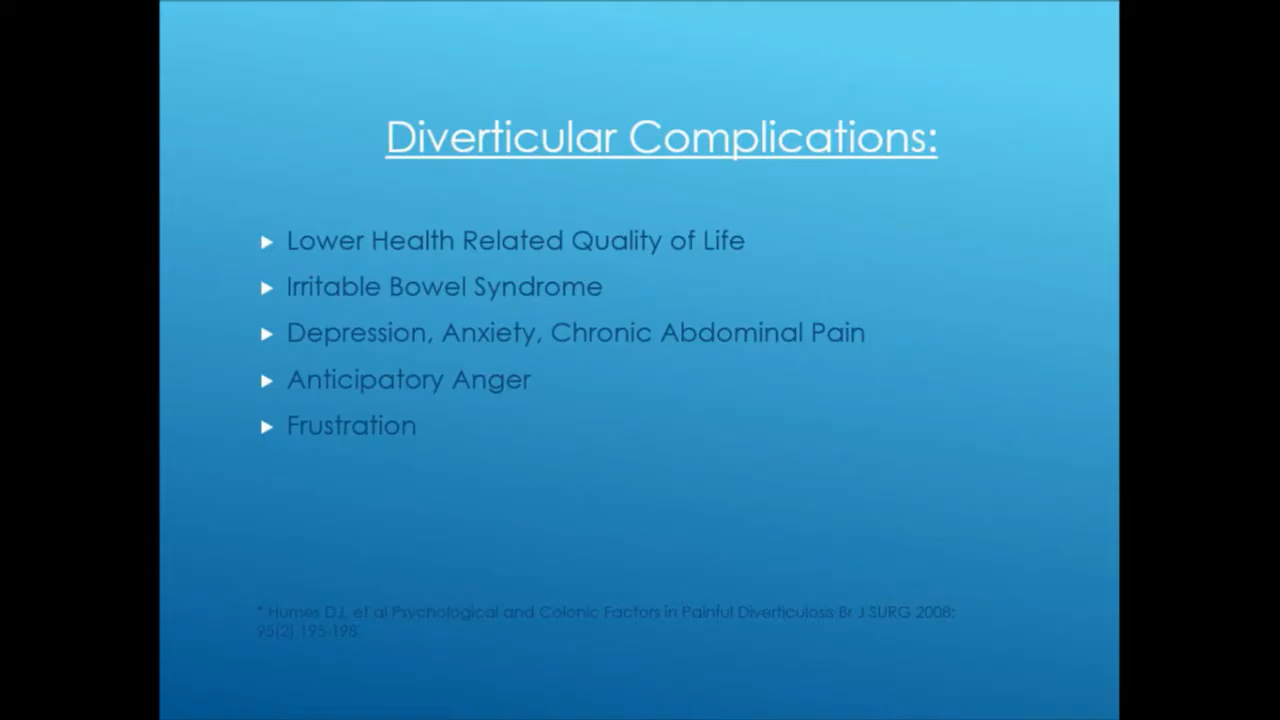 Diverticular Complications:
Lower Health Related Quality of Life
Irritable Bowel Syndrome
Depression, Anxiety, Chronic Abdominal Pain
Anticipatory Anger
Frustration
* Humes DJ, et al Psychological and Colonic Factors in Painful Diverticulosis Br J SURG 2008;
95(2) 195-198